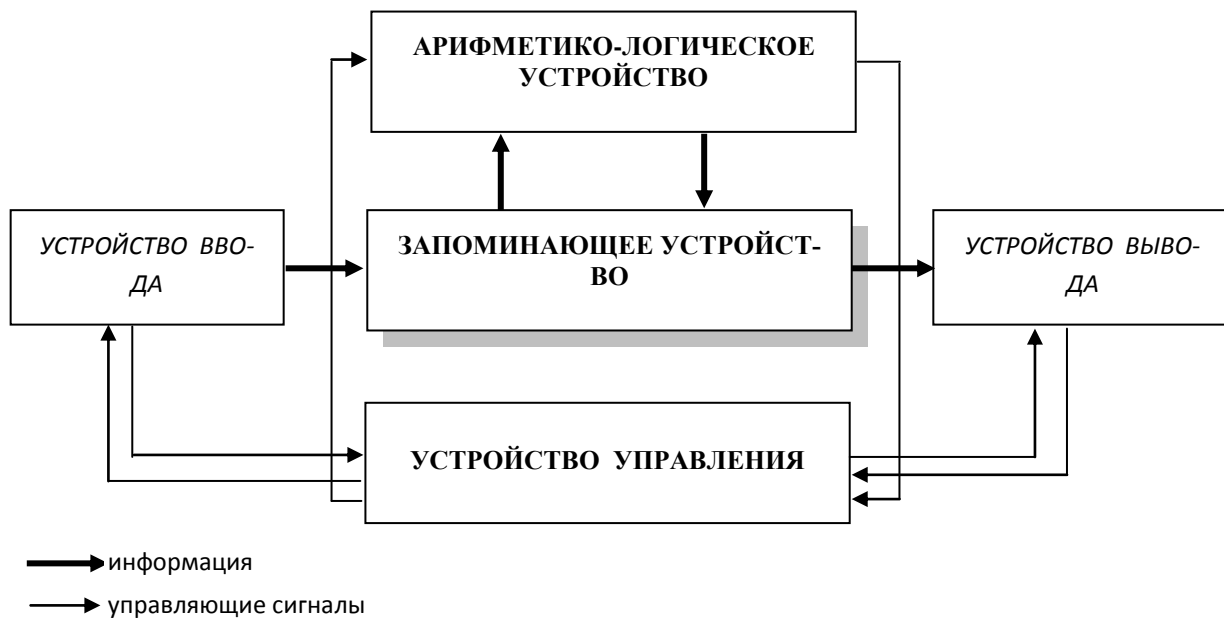 АРИФМЕТИКО-ЛОГИЧЕСКОЕ
УСТРОЙСТВО
УСТРОЙСТВО ВВО-
ДА
ЗАПОМИНАЮЩЕЕ УСТРОЙСТ-
ВО
УСТРОЙСТВО ВЫВО-
ДА
УСТРОЙСТВО УПРАВЛЕНИЯ
информация
управляющие сигналы